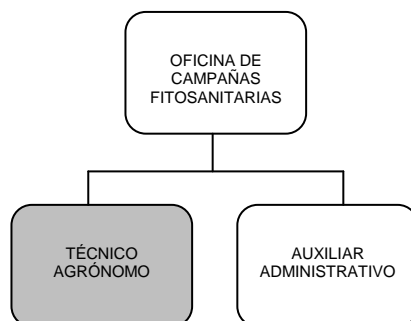 OFICINA DE
CAMPAÑAS
FITOSANITARIAS
TÉCNICO
AGRÓNOMO
AUXILIAR
ADMINISTRATIVO